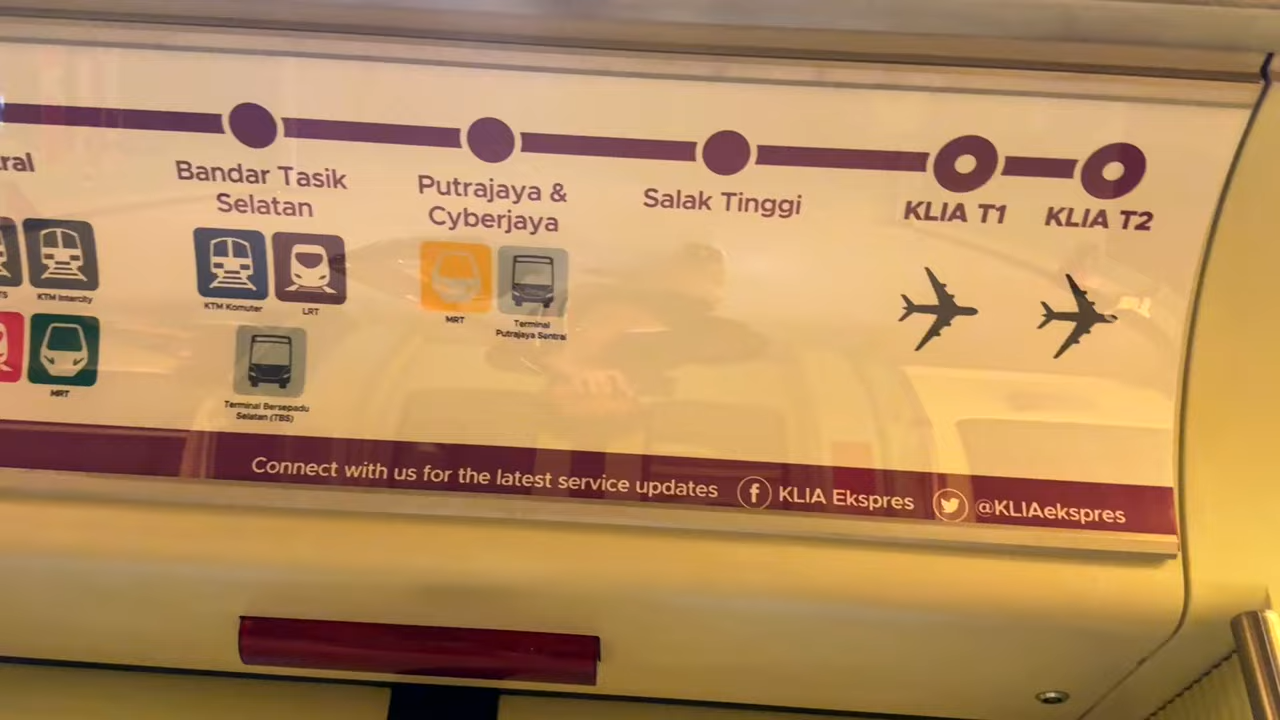 ral
Bandar Tasik
Selatan
Putrajaya &
Cyberjaya
Salak Tinggi
KLIA T1
KLIA T2
KTM Intercity
MRT
KTM Komuter
LRT
Terminal Bersepadu
Selatan (TBS)
MRT
Terminal
Putrajaya Sentral
Connect with us for the latest service updates
f KLIA Ekspres
@KLIAekspres